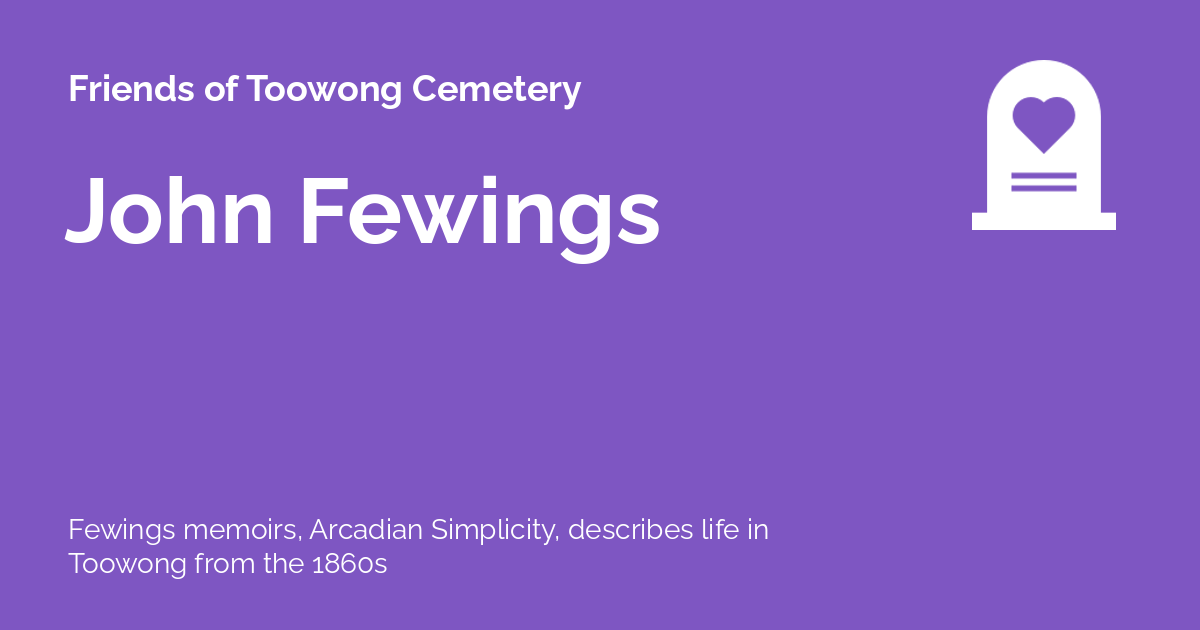 Friends of Toowong Cemetery
John Fewings
Fewings memoirs, Arcadian Simplicity, describes life in
Toowong from the 1860s